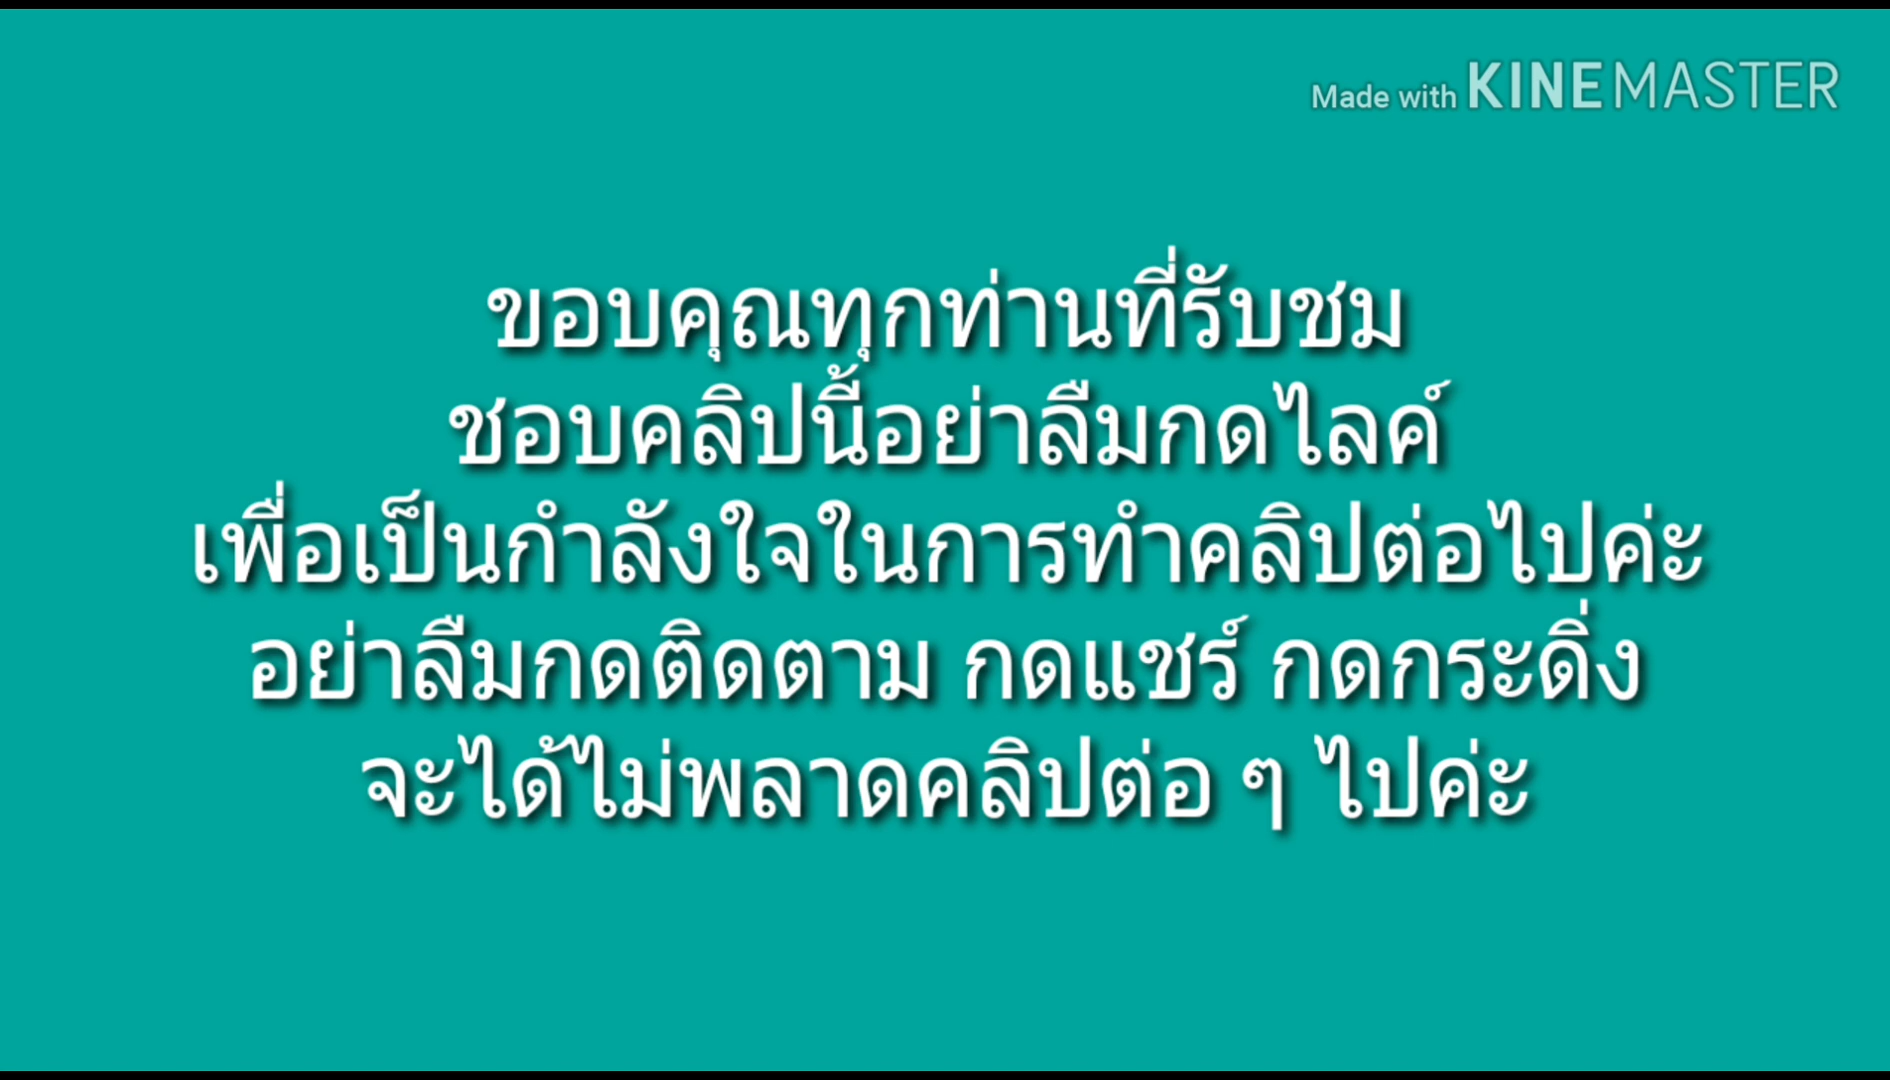 Made with KINEMASTER
ขอบคุณทุกท่านที่รับชม
ชอบคลิปนี้อย่าลืมกดไลค์
เพื่อเป็นกำลังใจในการทำคลิปต่อไปค่ะ
อย่าลืมกดติดตาม กดแชร์ กดกระดิ่ง
จะได้ไม่พลาดคลิปต่อ ๆ ไปค่ะ